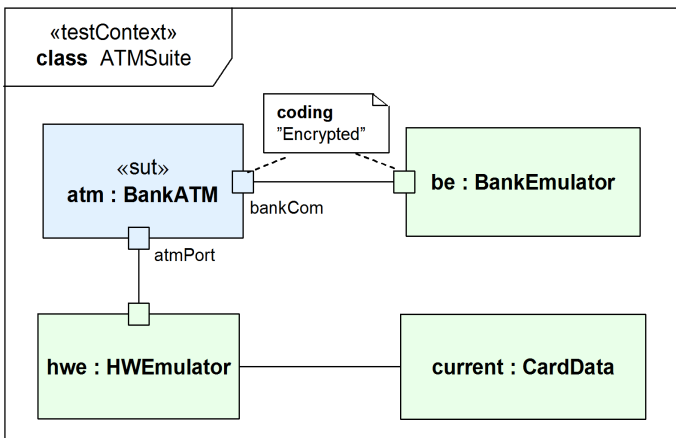 «testContext»
class ATMSuite
coding
"Encrypted"
«sut»
atm : BankATM
be : BankEmulator
bankCom
atmPort
hwe : HWEmulator
current : CardData